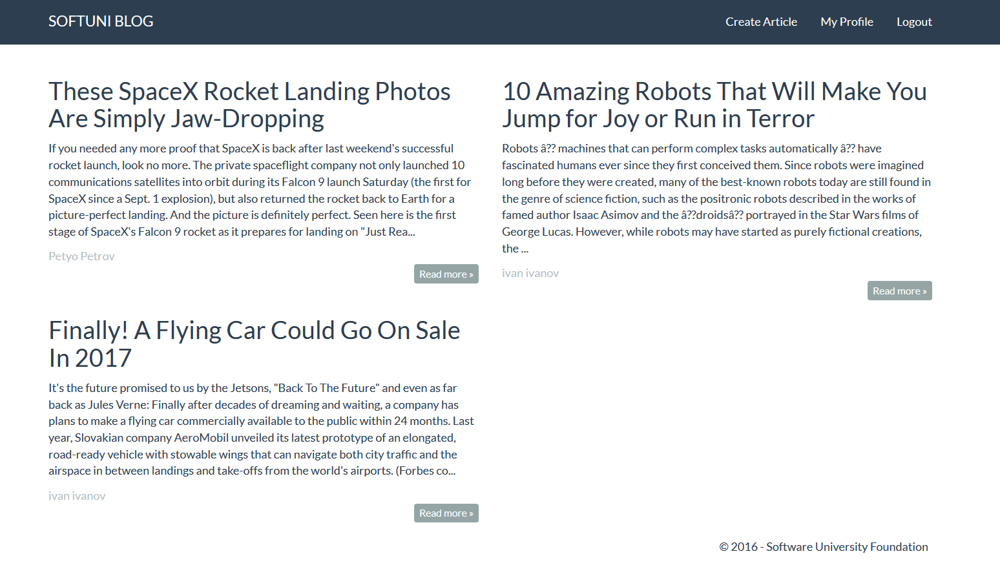 SOFTUNI BLOG
Create Article
My Profile
Logout
These SpaceX Rocket Landing Photos
Are Simply Jaw-Dropping
If you needed any more proof that SpaceX is back after last weekend's successful
rocket launch, look no more. The private spaceflight company not only launched 10
communications satellites into orbit during its Falcon 9 launch Saturday (the first for
SpaceX since a Sept. 1 explosion), but also returned the rocket back to Earth for a
picture-perfect landing. And the picture is definitely perfect. Seen here is the first
stage of SpaceX's Falcon 9 rocket as it prepares for landing on "Just Rea...
Petyo Petrov
Read more »
10 Amazing Robots That Will Make You
Jump for Joy or Run in Terror
Robots â?? machines that can perform complex tasks automatically â?? have
fascinated humans ever since they first conceived them. Since robots were imagined
long before they were created, many of the best-known robots today are still found in
the genre of science fiction, such as the positronic robots described in the works of
famed author Isaac Asimov and the â??droidsâ?? portrayed in the Star Wars films of
George Lucas. However, while robots may have started as purely fictional creations,
the ...
ivan ivanov
Read more »
Finally! A Flying Car Could Go On Sale
In 2017
It's the future promised to us by the Jetsons, "Back To The Future" and even as far
back as Jules Verne: Finally after decades of dreaming and waiting, a company has
plans to make a flying car commercially available to the public within 24 months. Last
year, Slovakian company AeroMobil unveiled its latest prototype of an elongated,
road-ready vehicle with stowable wings that can navigate both city traffic and the
airspace in between landings and take-offs from the world's airports. (Forbes co...
ivan ivanov
Read more »
© 2016 - Software University Foundation